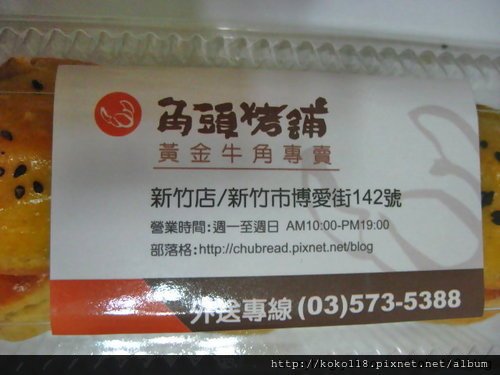 角頭猪舖
黃金牛角專賣
新竹店/新竹市博愛街142號
營業時間:週一至週日 AM10:00-PM19:00
部落格:http://chubread.pixnet.net/blog
外送專線(03)573-5388
http://koko118.pixnet.net/album